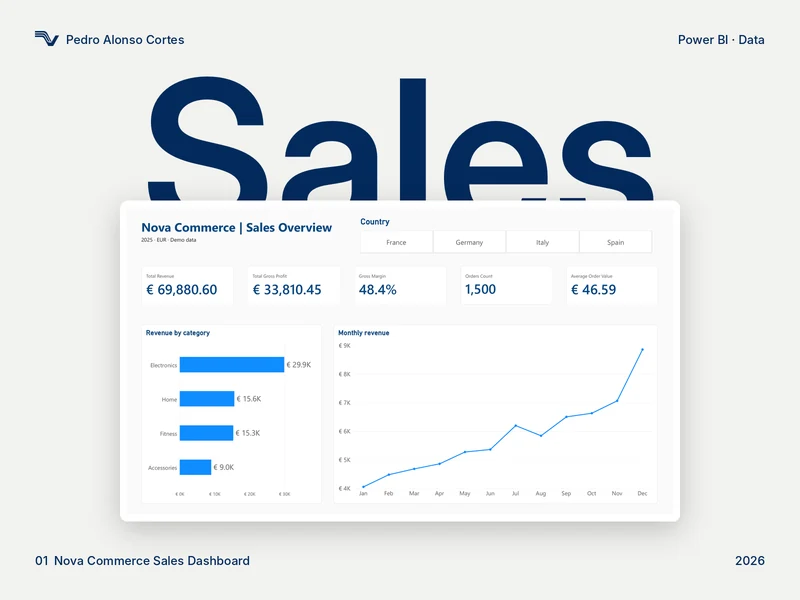 Pedro Alonso Cortes
Power BI · Data
Sales
Nova Commerce | Sales Overview
2025 · EUR · Demo data
Country
France
Germany
Italy
Spain
Total Revenue
€ 69,880.60
Total Gross Profit
€ 33,810.45
Gross Margin
48.4%
Orders Count
1,500
Average Order Value
€ 46.59
Revenue by category
Electronics
€ 29.9K
Home
€ 15.6K
Fitness
€ 15.3K
Accessories
€ 9.0K
€ 0K
€ 10K
€ 20K
€ 30K
Monthly revenue
€ 9K
€ 8K
€ 7K
€ 6K
€ 5K
€ 4K
Jan
Feb
Mar
Apr
May
Jun
Jul
Aug
Sep
Oct
Nov
Dec
01 Nova Commerce Sales Dashboard
2026